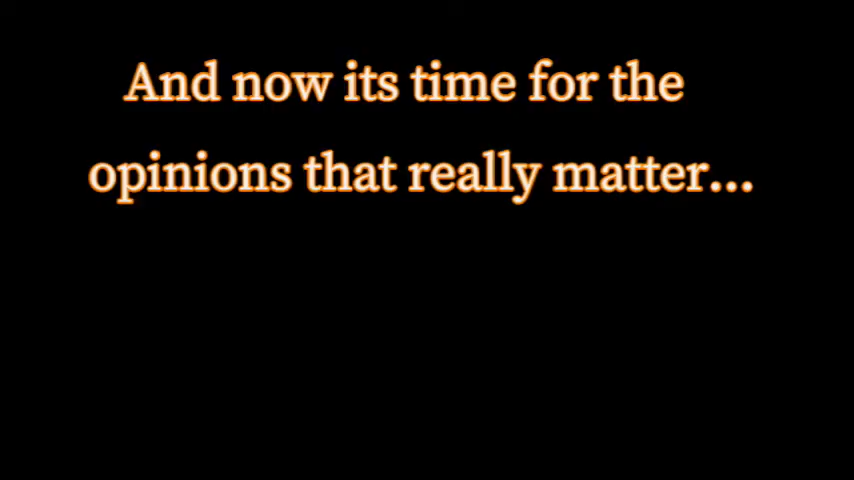 And now its time for the
opinions that really matter...